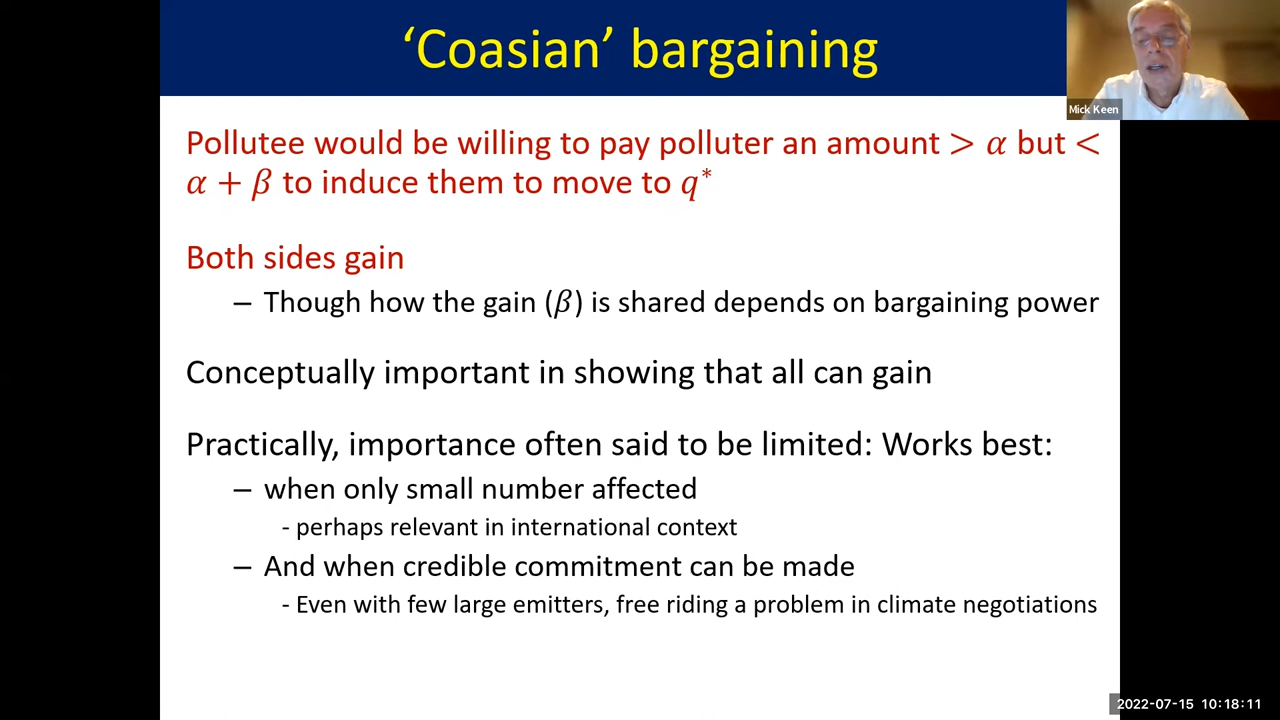 ‘Coasian’ bargaining
Mick Keen
Pollutee would be willing to pay polluter an amount > α but <
α + β to induce them to move to q*
Both sides gain
– Though how the gain (β) is shared depends on bargaining power
Conceptually important in showing that all can gain
Practically, importance often said to be limited: Works best:
– when only small number affected
- perhaps relevant in international context
– And when credible commitment can be made
- Even with few large emitters, free riding a problem in climate negotiations
2022-07-15 10:18:11